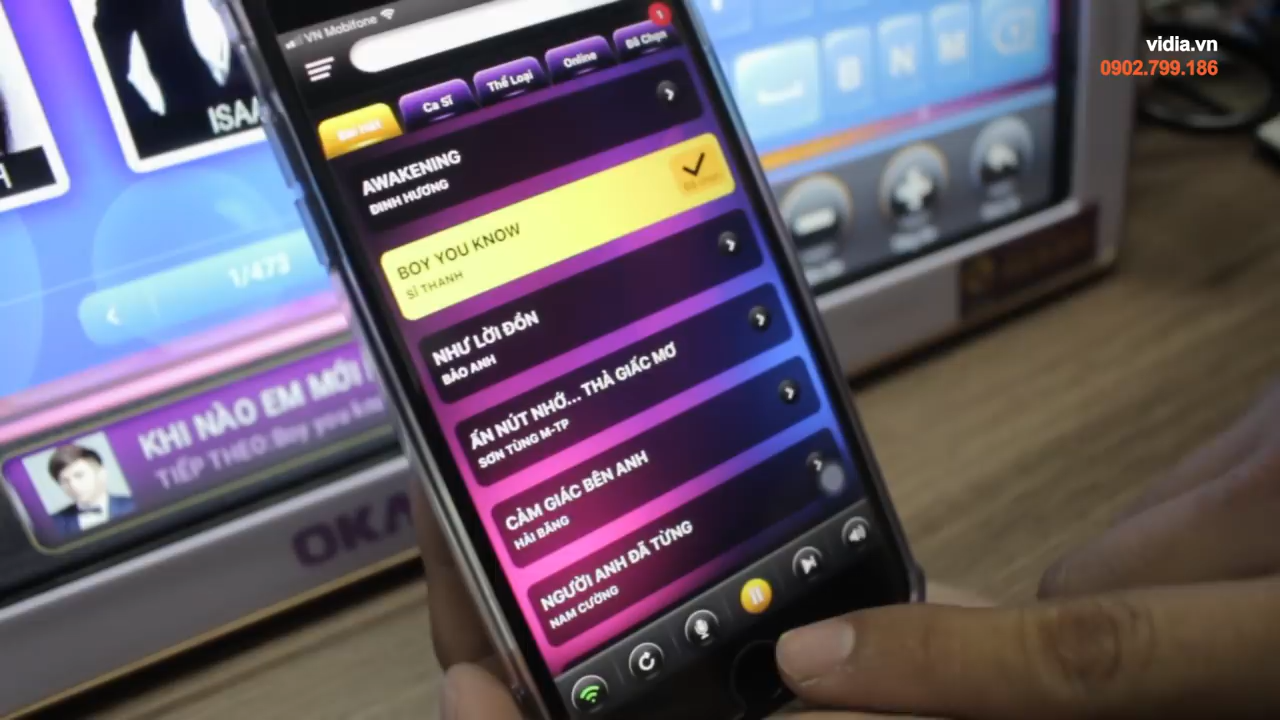 vidia.vn
0902.799.186
VN Mobifone
1
Ca Sĩ
Thể Loại
Online
Đã Chọn
AWAKENING
ĐINH HƯƠNG
BOY YOU KNOW
SĨ THANH
NHƯ LỜI ĐỒN
BẢO ANH
ẤN NÚT NHỚ... THẢ GIẤC MƠ
SƠN TÙNG M-TP
CẢM GIÁC BÊN ANH
HẢI BĂNG
NGƯỜI ANH ĐÃ TỪNG
NAM CƯỜNG
ISAA
1/473
KHI NÀO EM MỚI
TIẾP THEO: Boy you kn
OKA
B N M